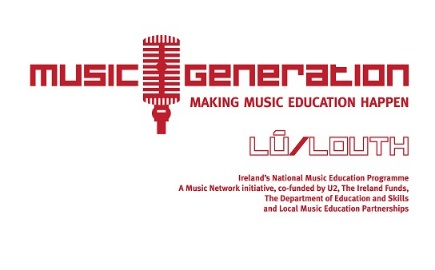 music generation
MAKING MUSIC EDUCATION HAPPEN
LÚ/LOUTH
Ireland's National Music Education Programme
A Music Network initiative, co-funded by U2, The Ireland Funds,
The Department of Education and Skills
and Local Music Education Partnerships